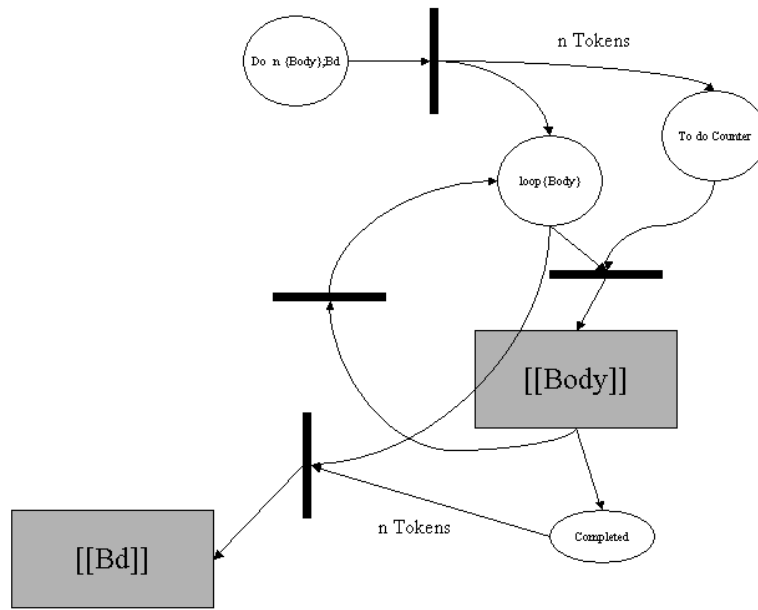 Do n {Body};Bd
n Tokens
To do Counter
loop{Body}
[[Body]]
n Tokens
Completed
[[Bd]]